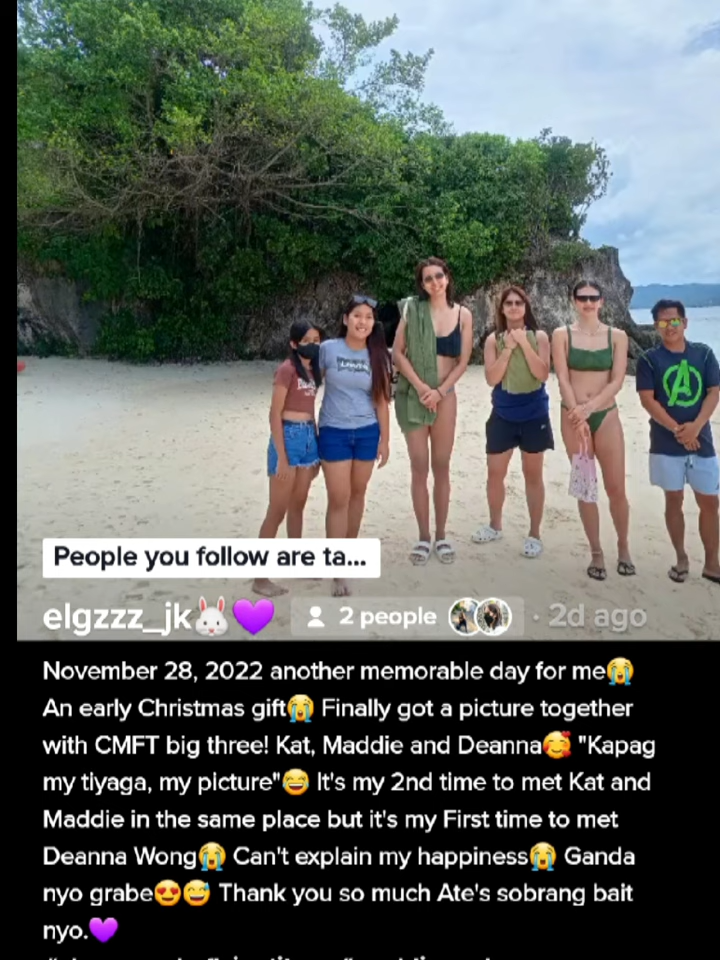 People you follow are ta...
elgzzz_jk🐰💜 2 people · 2d ago
November 28, 2022 another memorable day for me😭
An early Christmas gift😭 Finally got a picture together
with CMFT big three! Kat, Maddie and Deanna🥰 "Kapag
my tiyaga, my picture"😅 It's my 2nd time to met Kat and
Maddie in the same place but it's my First time to met
Deanna Wong😭 Can't explain my happiness😭 Ganda
nyo grabe😍😅 Thank you so much Ate's sobrang bait
nyo.💜